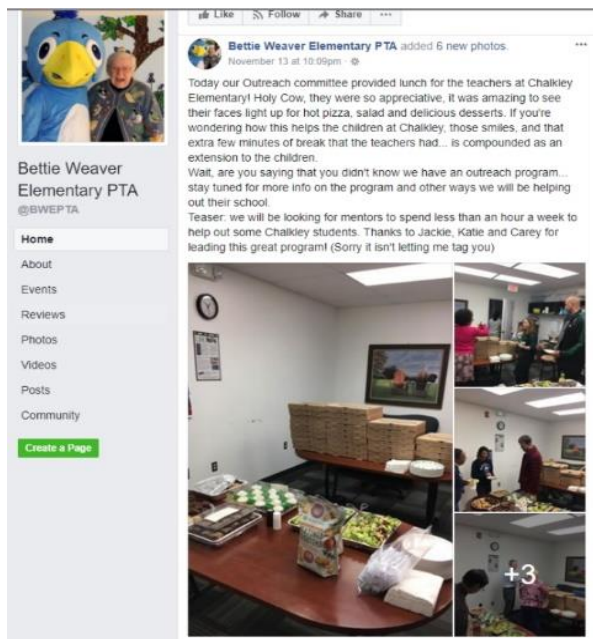 Like Follow Share ...
Bettie Weaver Elementary PTA added 6 new photos.
November 13 at 10:09pm ·
Today our Outreach committee provided lunch for the teachers at Chalkley
Elementary! Holy Cow, they were so appreciative, it was amazing to see
their faces light up for hot pizza, salad and delicious desserts. If you're
wondering how this helps the children at Chalkley, those smiles, and that
extra few minutes of break that the teachers had... is compounded as an
extension to the children.
Wait, are you saying that you didn't know we have an outreach program...
stay tuned for more info on the program and other ways we will be helping
out their school.
Teaser: we will be looking for mentors to spend less than an hour a week to
help out some Chalkley students. Thanks to Jackie, Katie and Carey for
leading this great program! (Sorry it isn't letting me tag you)
Bettie Weaver
Elementary PTA
@BWEPTA
Home
About
Events
Reviews
Photos
Videos
Posts
Community
Create a Page
+3